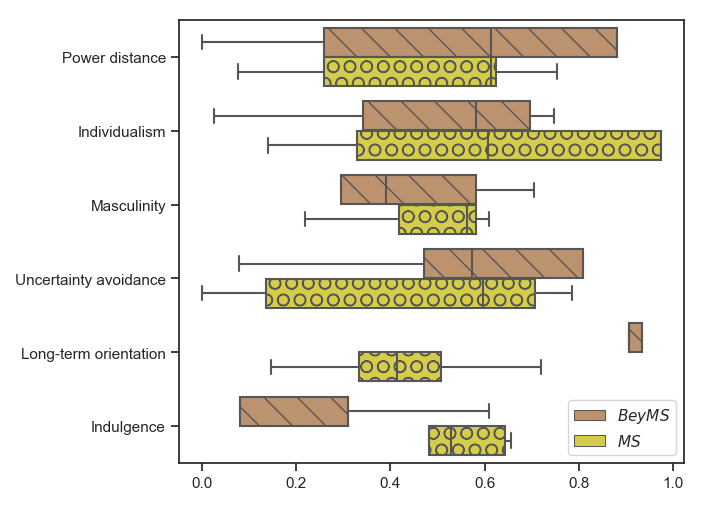 Power distance
Individualism
Masculinity
Uncertainty avoidance
Long-term orientation
Indulgence
BeyMS
MS
0.0 0.2 0.4 0.6 0.8 1.0